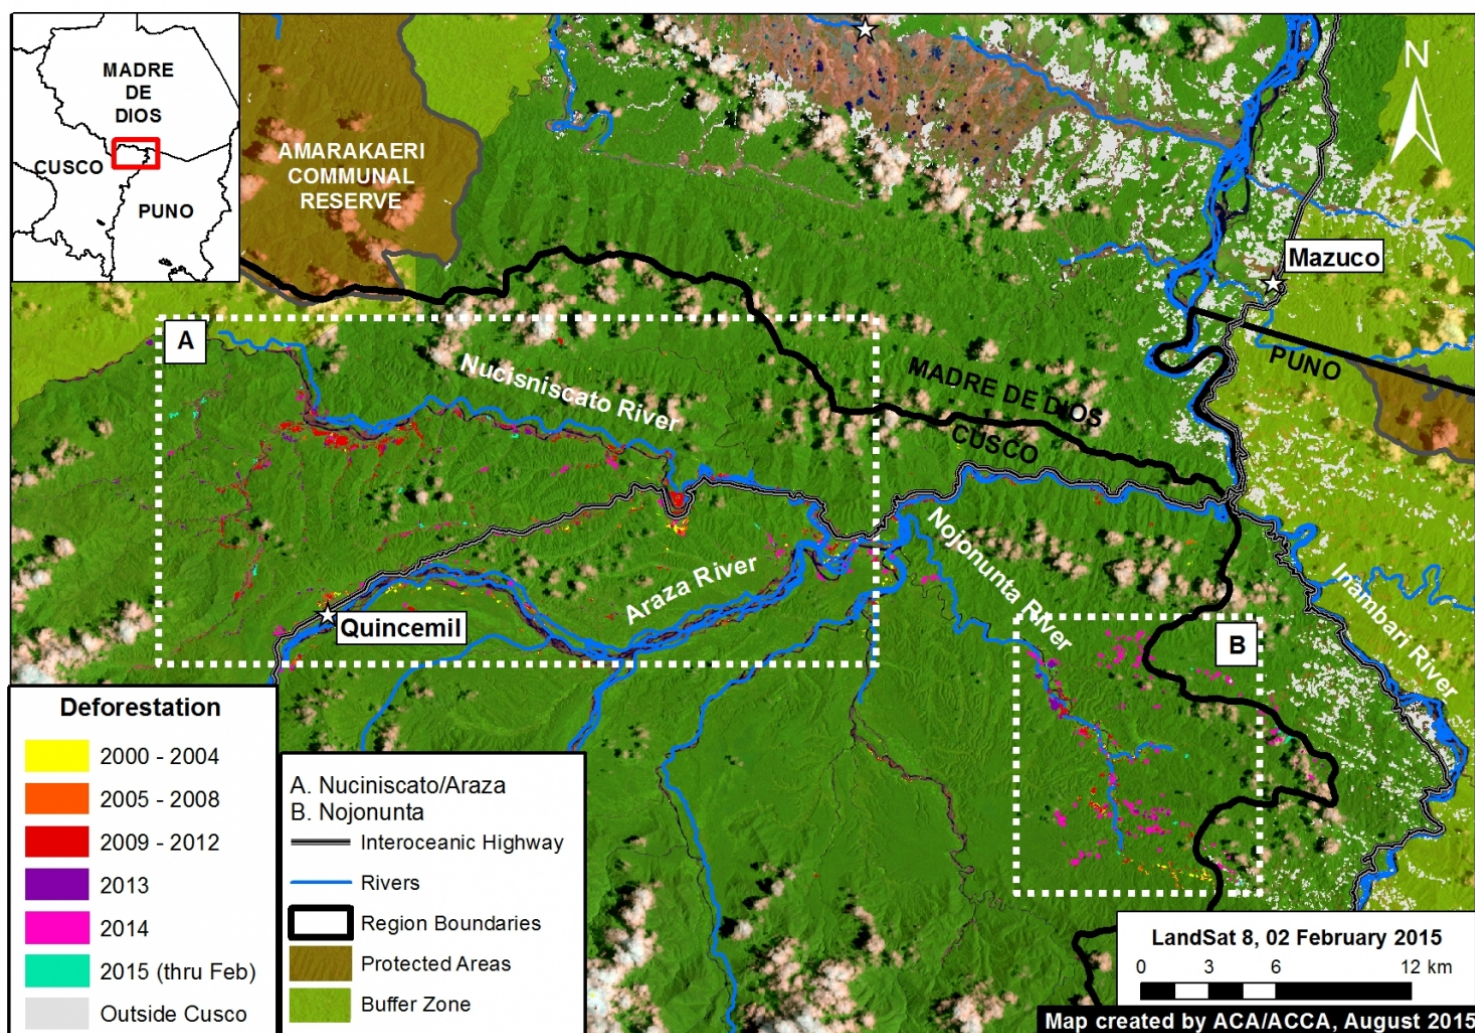 MADRE
DE
DIOS
CUSCO
PUNO
AMARAKAERI
COMMUNAL
RESERVE
N
Mazuco
PUNO
A
Nucisniscato River
MADRE DE DIOS
CUSCO
Nojonunta River
Araza River
Inambari River
Quincemil
B
Deforestation
2000 - 2004
2005 - 2008
2009 - 2012
2013
2014
2015 (thru Feb)
Outside Cusco
A. Nuciniscato/Araza
B. Nojonunta
Interoceanic Highway
Rivers
Region Boundaries
Protected Areas
Buffer Zone
LandSat 8, 02 February 2015
0 3 6 12 km
Map created by ACA/ACCA, August 2015